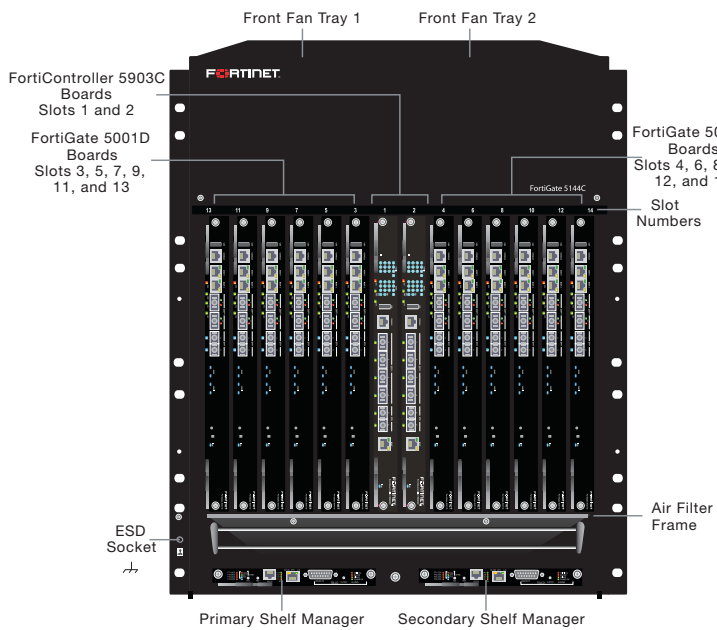 Front Fan Tray 1
Front Fan Tray 2
FORTINET
FortiController 5903C
Boards
Slots 1 and 2
FortiGate 5001D
Boards
Slots 3, 5, 7, 9,
11, and 13
FortiGate 50
Boards
Slots 4, 6, 8
12, and 1
FortiGate 5144C
Slot
Numbers
13 11 9 7 5 3 1 2 4 6 8 10 12 14
FORTINET FORTINET
Air Filter
Frame
ESD
Socket
Primary Shelf Manager
Secondary Shelf Manager